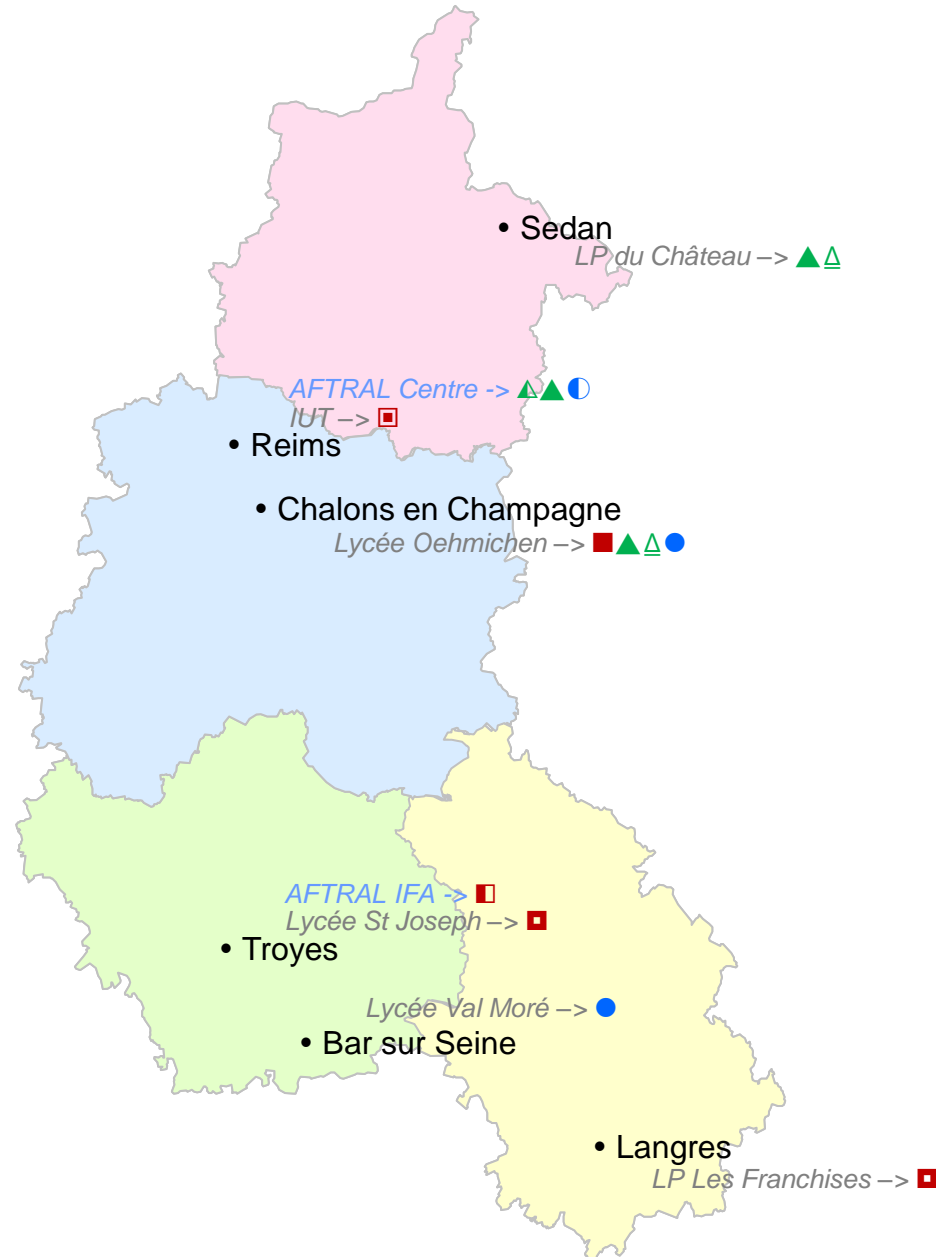 • Sedan
LP du Château –> ▲ Δ
AFTRAL Centre ->
IUT –>
• Reims
• Chalons en Champagne
Lycée Oehmichen –> ■ ▲ Δ ●
AFTRAL IFA ->
Lycée St Joseph –>
• Troyes
Lycée Val Moré –> ●
• Bar sur Seine
• Langres
LP Les Franchises –>